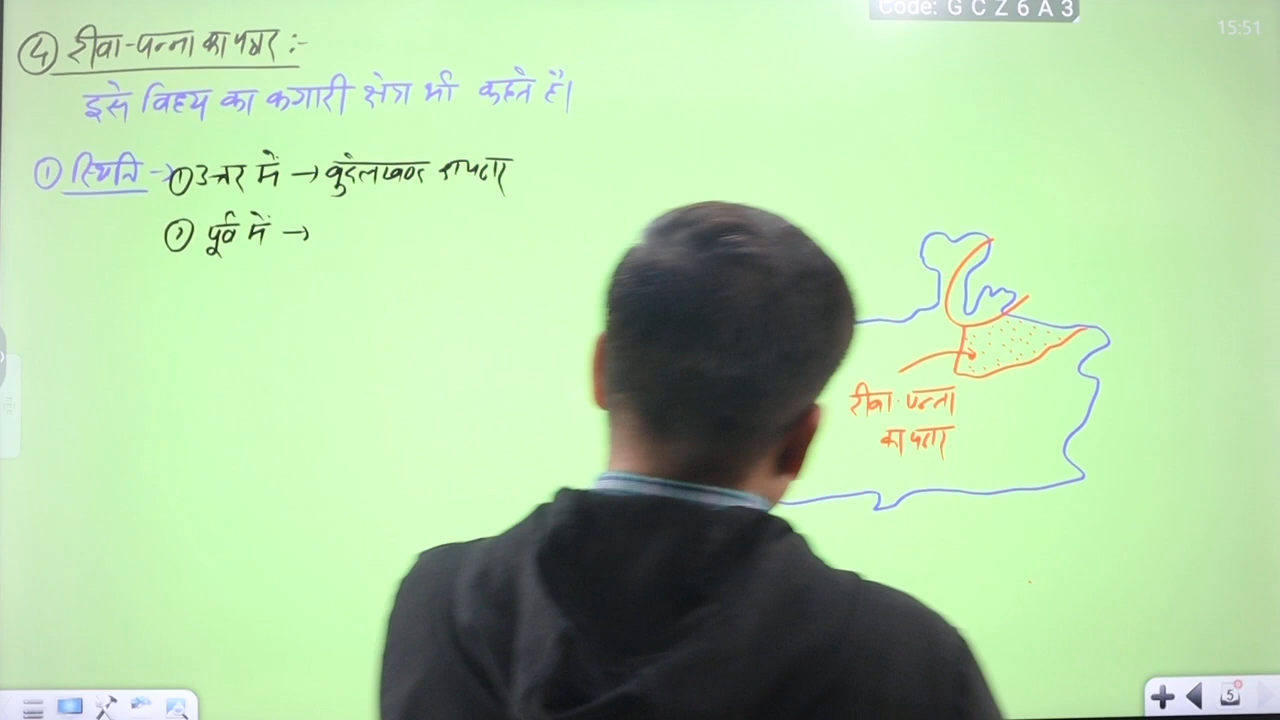 Code: G C Z 6 A 3
15:51
④ रीवा-पन्ना का पठार :-
इसे विंध्य का कगारी क्षेत्र भी कहते हैं।
① स्थिति → ① उत्तर में → बुंदेलखण्ड का पठार
② पूर्व में →
रीवा-पन्ना
का पठार
5